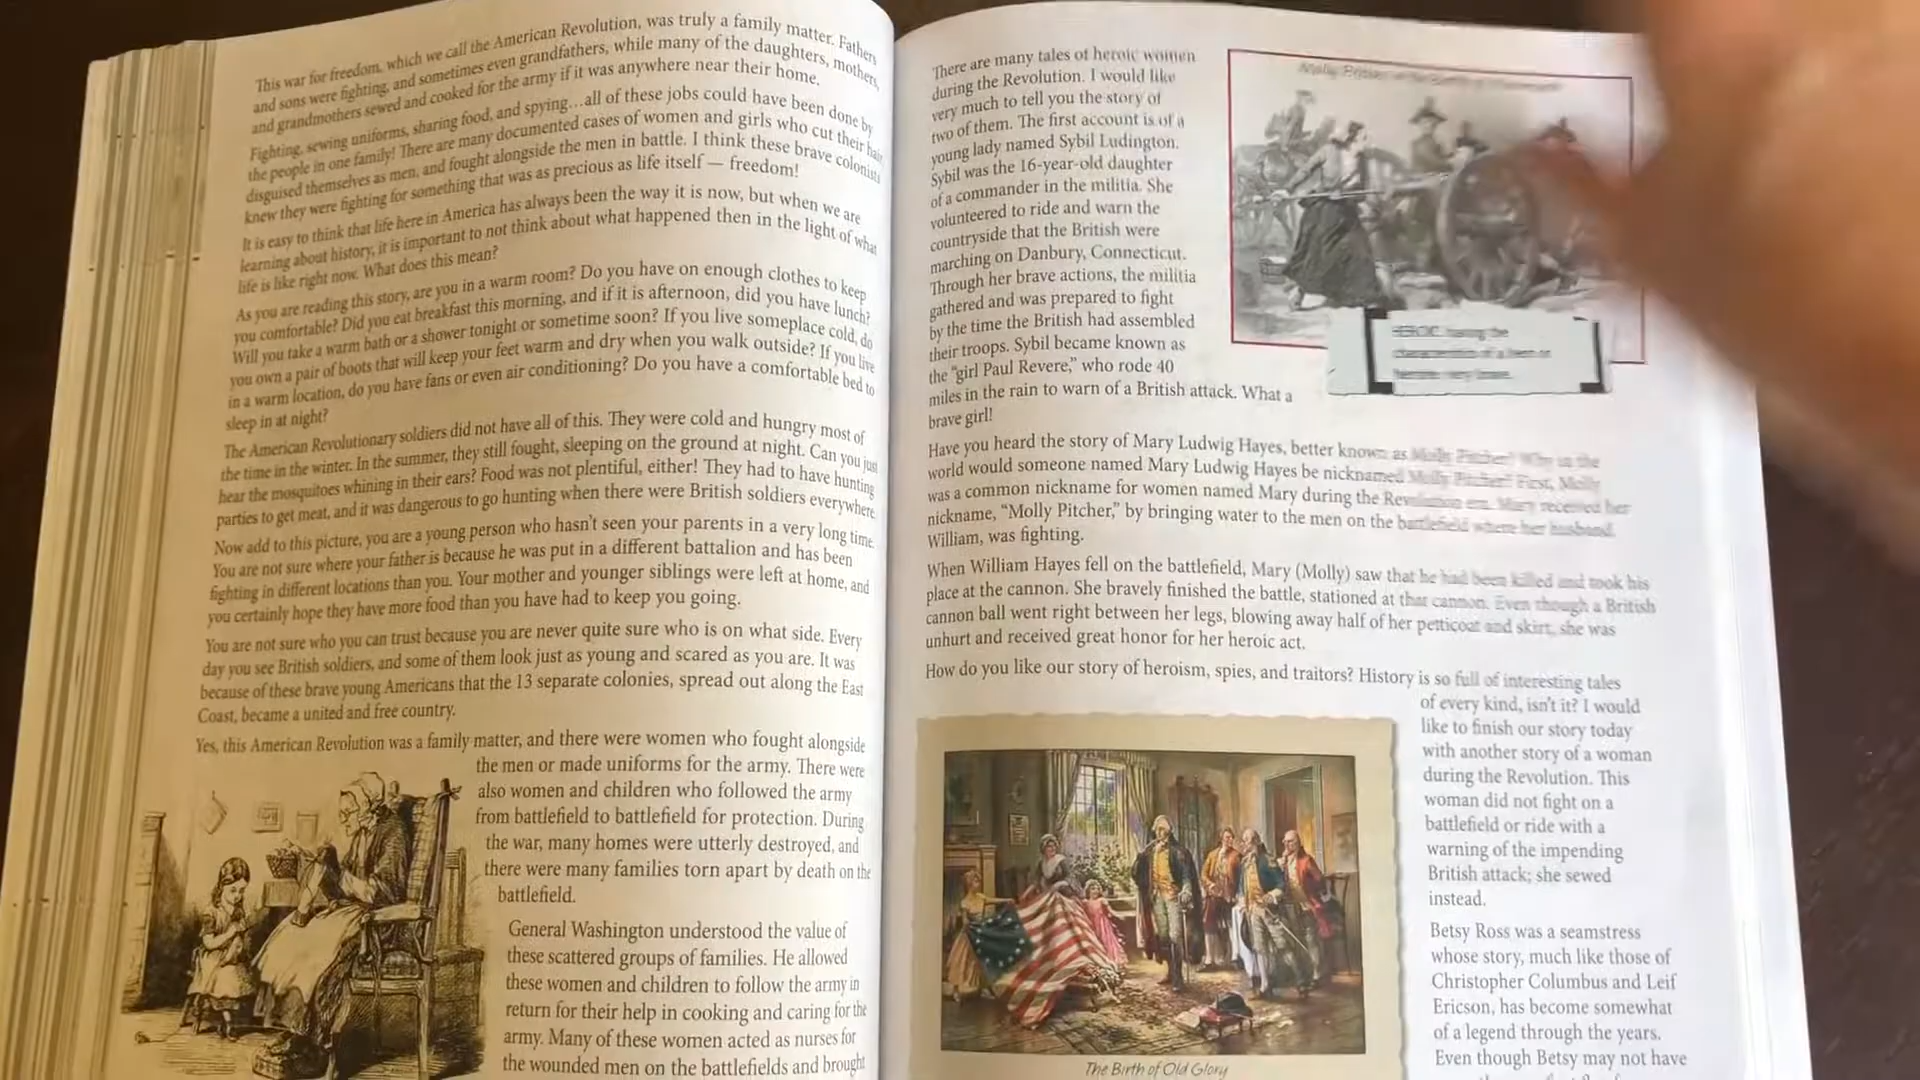 This war for freedom, which we call the American Revolution, was truly a family matter. Fathers
and sons were fighting, and sometimes even grandfathers, while many of the daughters, mothers,
and grandmothers sewed and cooked for the army if it was anywhere near their home.
Fighting, sewing uniforms, sharing food, and spying...all of these jobs could have been done by
the people in one family! There are many documented cases of women and girls who cut their hair
disguised themselves as men, and fought alongside the men in battle. I think these brave colonists
knew they were fighting for something that was as precious as life itself — freedom!
It is easy to think that life here in America has always been the way it is now, but when we are
learning about history, it is important to not think about what happened then in the light of what
life is like right now. What does this mean?
As you are reading this story, are you in a warm room? Do you have on enough clothes to keep
you comfortable? Did you eat breakfast this morning, and if it is afternoon, did you have lunch?
Will you take a warm bath or a shower tonight or sometime soon? If you live someplace cold, do
you own a pair of boots that will keep your feet warm and dry when you walk outside? If you live
in a warm location, do you have fans or even air conditioning? Do you have a comfortable bed to
sleep in at night?
The American Revolutionary soldiers did not have all of this. They were cold and hungry most of
the time in the winter. In the summer, they still fought, sleeping on the ground at night. Can you just
hear the mosquitoes whining in their ears? Food was not plentiful, either! They had to have hunting
parties to get meat, and it was dangerous to go hunting when there were British soldiers everywhere.
Now add to this picture, you are a young person who hasn't seen your parents in a very long time.
You are not sure where your father is because he was put in a different battalion and has been
fighting in different locations than you. Your mother and younger siblings were left at home, and
you certainly hope they have more food than you have had to keep you going.
You are not sure who you can trust because you are never quite sure who is on what side. Every
day you see British soldiers, and some of them look just as young and scared as you are. It was
because of these brave young Americans that the 13 separate colonies, spread out along the East
Coast, became a united and free country.
Yes, this American Revolution was a family matter, and there were women who fought alongside
the men or made uniforms for the army. There were
also women and children who followed the army
from battlefield to battlefield for protection. During
the war, many homes were utterly destroyed, and
there were many families torn apart by death on the
battlefield.
General Washington understood the value of
these scattered groups of families. He allowed
these women and children to follow the army in
return for their help in cooking and caring for the
army. Many of these women acted as nurses for
the wounded men on the battlefields and brought
There are many tales of heroic women
during the Revolution. I would like
very much to tell you the story of
two of them. The first account is of a
young lady named Sybil Ludington.
Sybil was the 16-year-old daughter
of a commander in the militia. She
volunteered to ride and warn the
countryside that the British were
marching on Danbury, Connecticut.
Through her brave actions, the militia
gathered and was prepared to fight
by the time the British had assembled
their troops. Sybil became known as
the "girl Paul Revere," who rode 40
miles in the rain to warn of a British attack. What a
brave girl!
HEROIC: having the
characteristics of a hero or
heroine; very brave.
Have you heard the story of Mary Ludwig Hayes, better known as Molly Pitcher? Why in the
world would someone named Mary Ludwig Hayes be nicknamed Molly Pitcher? First, Molly
was a common nickname for women named Mary during the Revolution era. Mary received her
nickname, "Molly Pitcher," by bringing water to the men on the battlefield where her husband,
William, was fighting.
When William Hayes fell on the battlefield, Mary (Molly) saw that he had been killed and took his
place at the cannon. She bravely finished the battle, stationed at that cannon. Even though a British
cannon ball went right between her legs, blowing away half of her petticoat and skirt, she was
unhurt and received great honor for her heroic act.
How do you like our story of heroism, spies, and traitors? History is so full of interesting tales
of every kind, isn't it? I would
like to finish our story today
with another story of a woman
during the Revolution. This
woman did not fight on a
battlefield or ride with a
warning of the impending
British attack; she sewed
instead.
Betsy Ross was a seamstress
whose story, much like those of
Christopher Columbus and Leif
Ericson, has become somewhat
of a legend through the years.
Even though Betsy may not have
The Birth of Old Glory